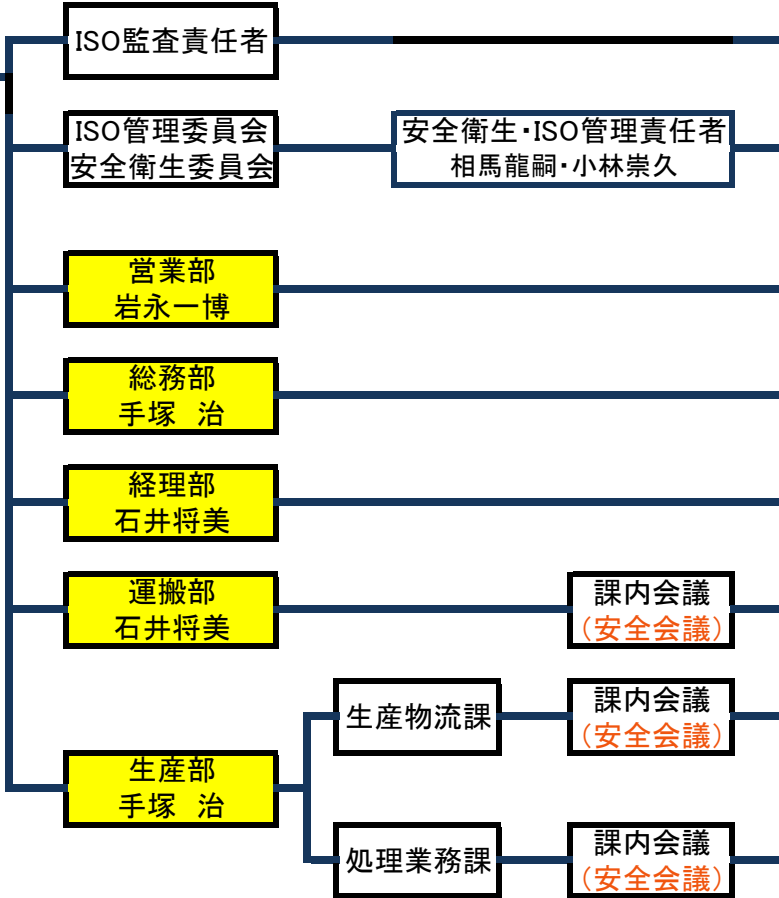 ISO監査責任者
ISO管理委員会
安全衛生委員会
安全衛生・ISO管理責任者
相馬龍嗣・小林崇久
営業部
岩永一博
総務部
手塚　治
経理部
石井将美
運搬部
石井将美
課内会議
（安全会議）
生産部
手塚　治
生産物流課
課内会議
（安全会議）
処理業務課
課内会議
（安全会議）